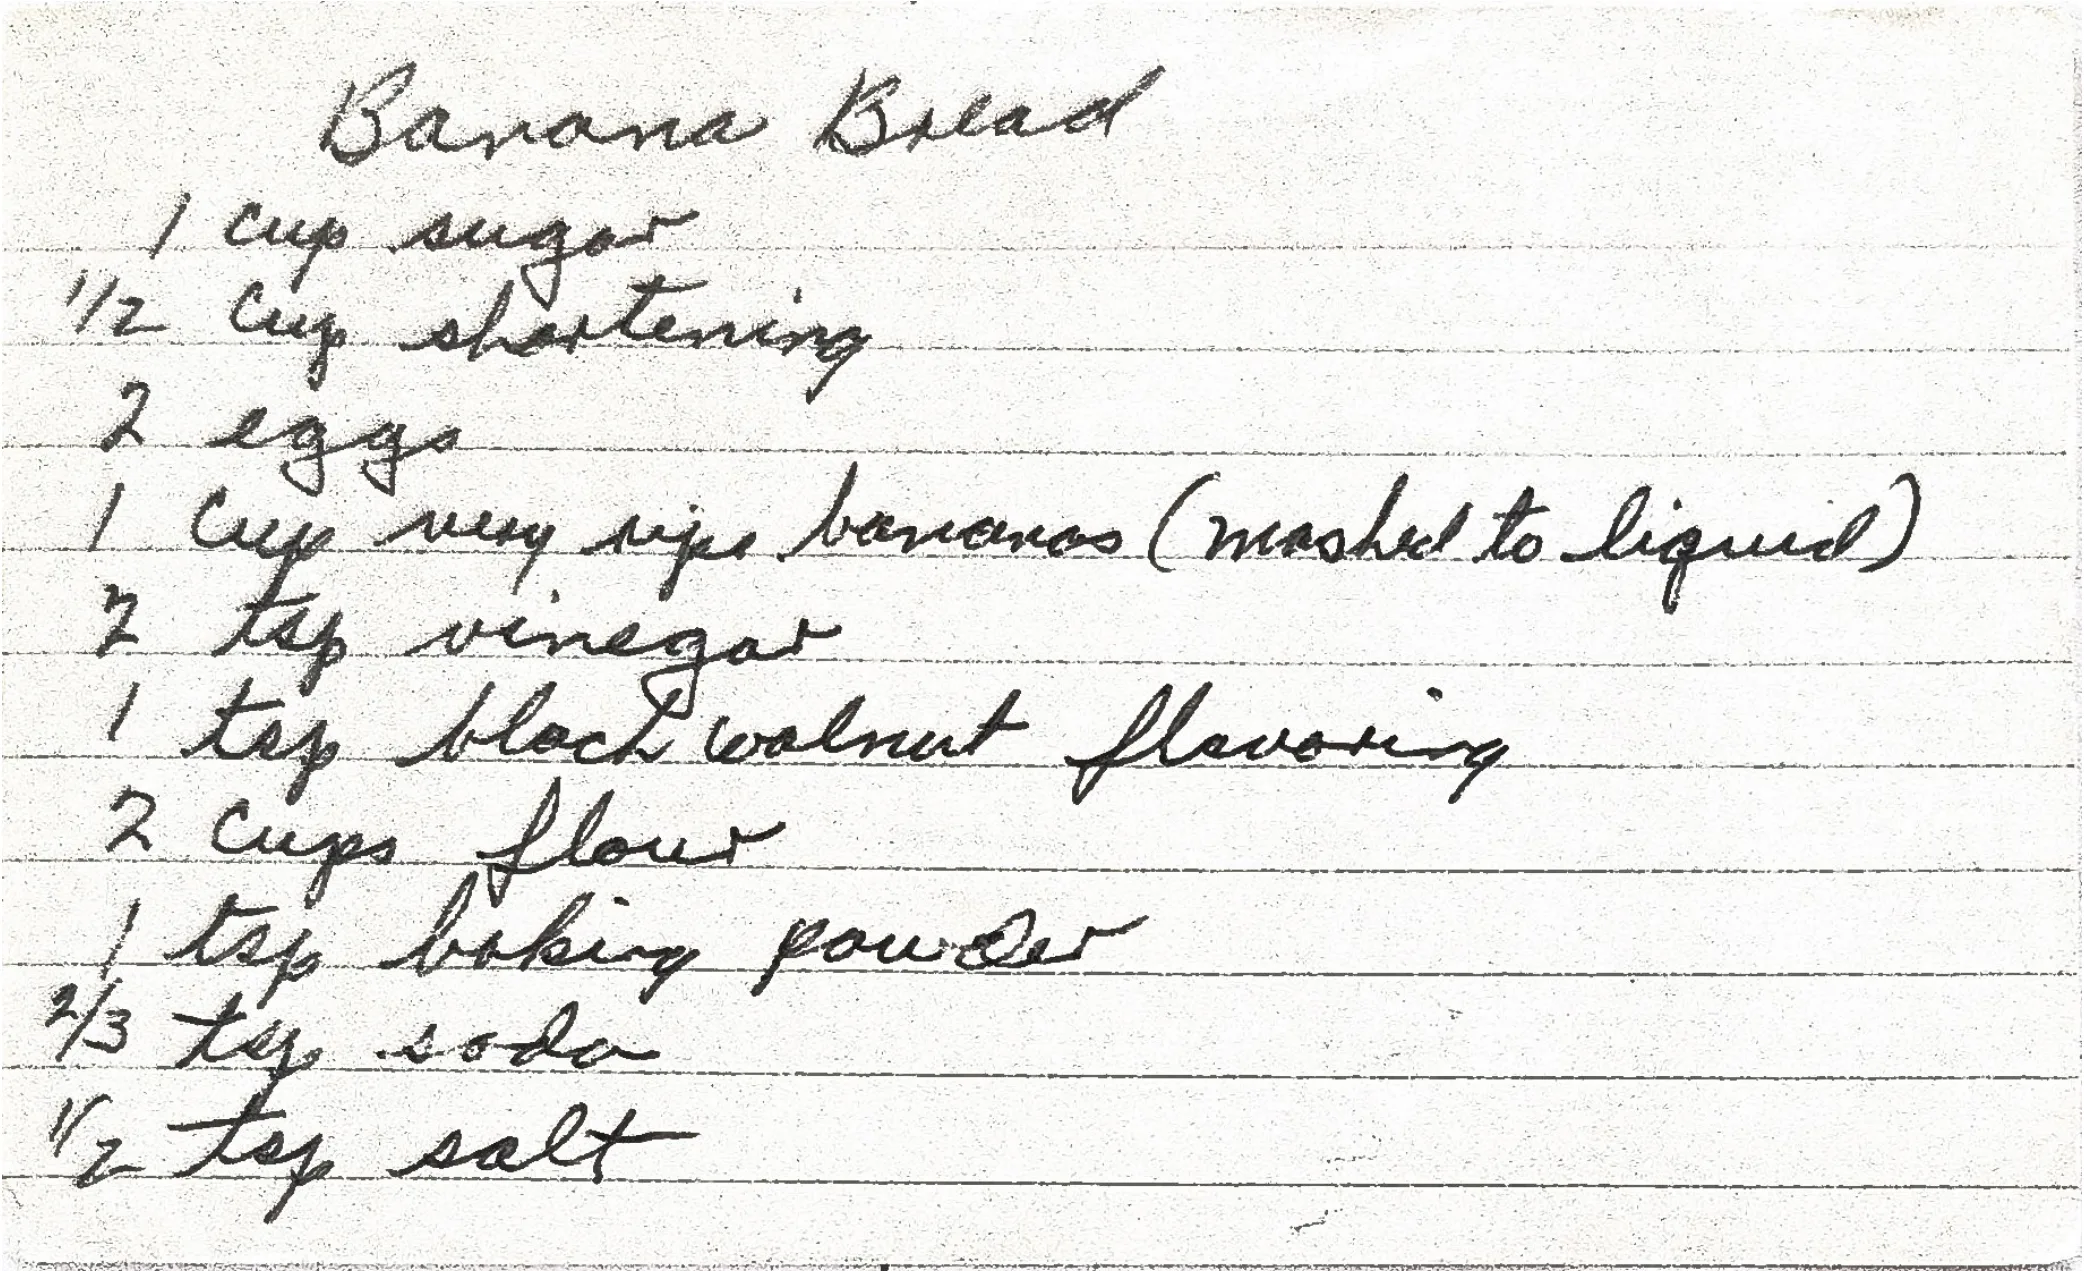 Banana Bread
1 cup sugar
1/2 cup shortening
2 eggs
1 cup very ripe bananas (mashed to liquid)
2 tsp vinegar
1 tsp black walnut flavoring
2 cups flour
1 tsp baking powder
2/3 tsp soda
1/2 tsp salt